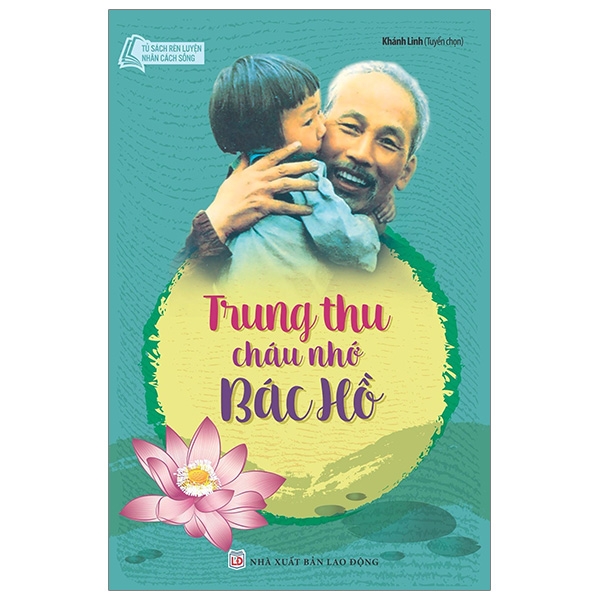 TỦ SÁCH RÈN LUYỆN
NHÂN CÁCH SỐNG
Khánh Linh (Tuyển chọn)
Trung thu
cháu nhớ
BÁC HỒ
LĐ
NHÀ XUẤT BẢN LAO ĐỘNG